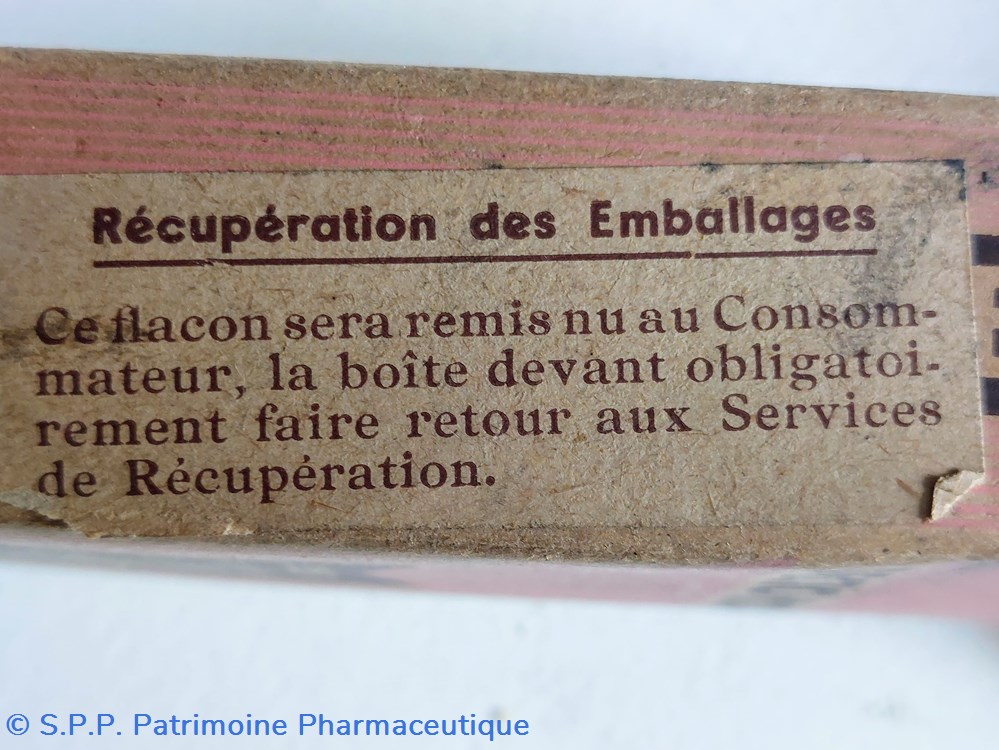 Récupération des Emballages
Ce flacon sera remis nu au Consom-
mateur, la boîte devant obligatoi-
rement faire retour aux Services
de Récupération.
© S.P.P. Patrimoine Pharmaceutique